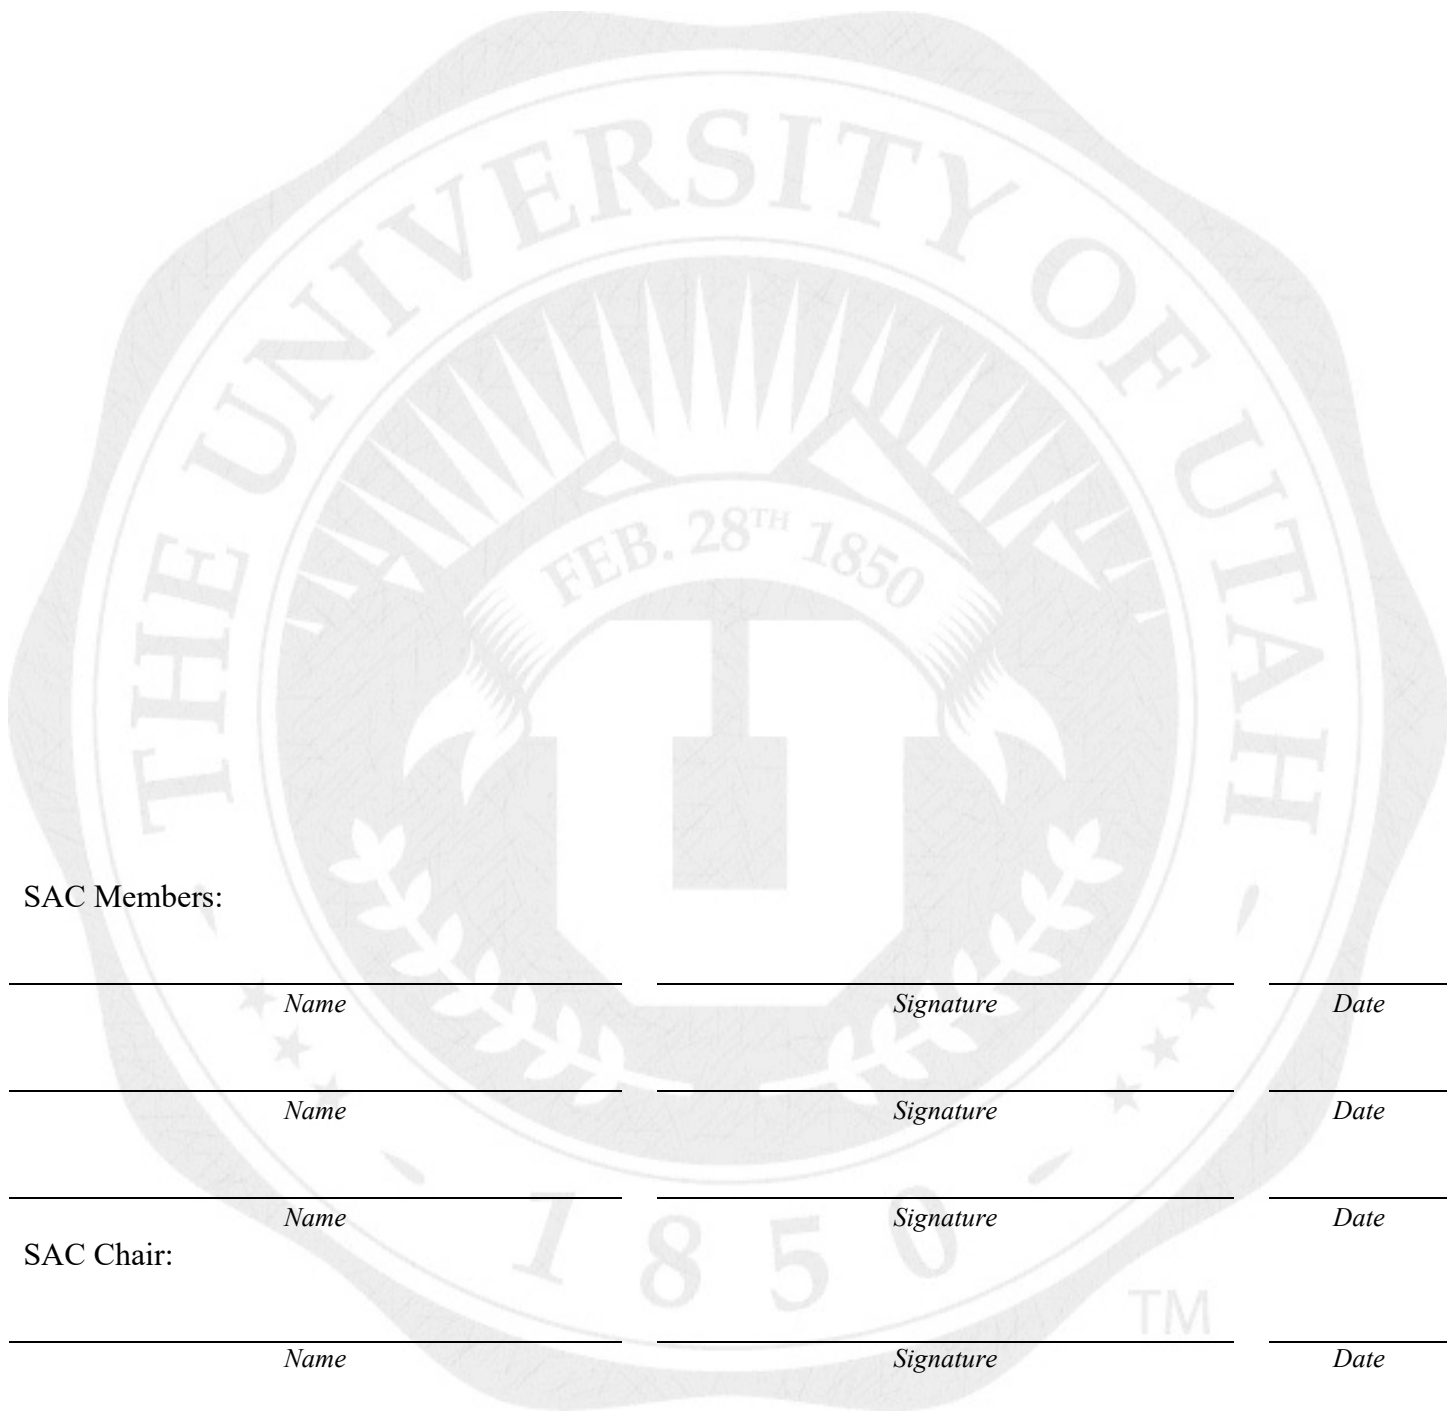 THE UNIVERSITY OF UTAH
FEB. 28TH 1850
SAC Members:
Name Signature Date
Name Signature Date
Name Signature Date
SAC Chair:
1850
TM
Name Signature Date